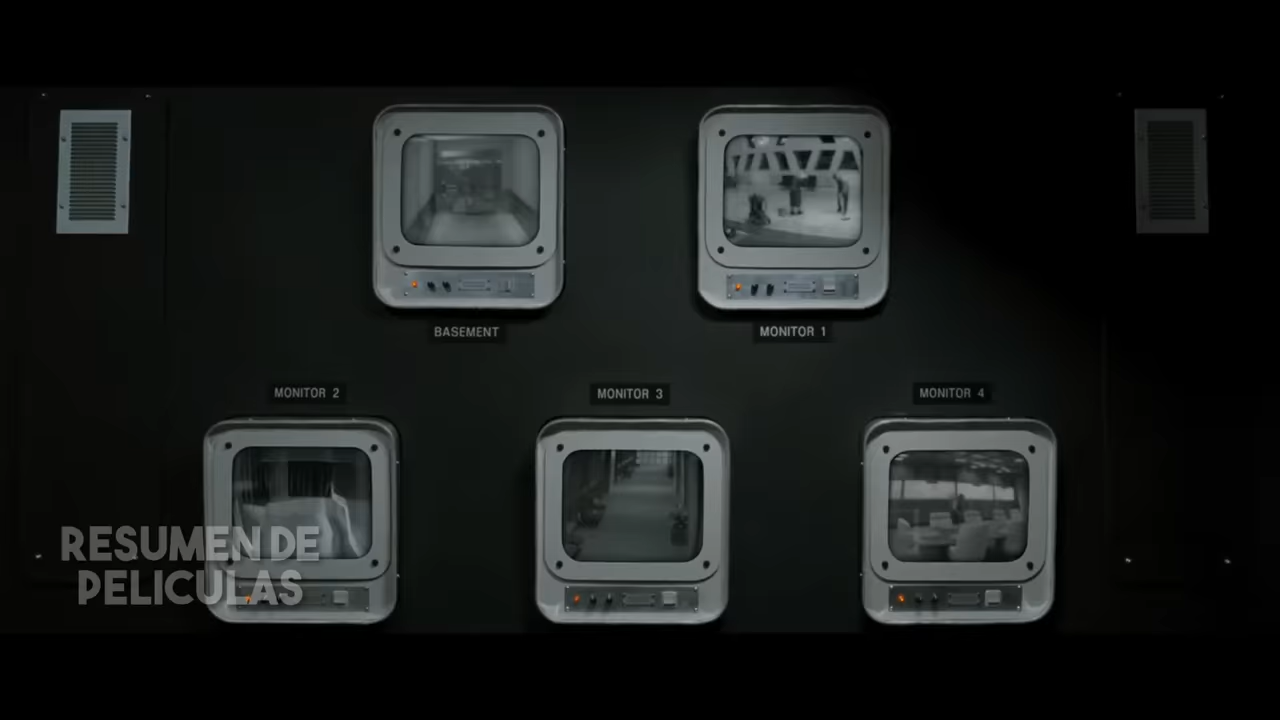 BASEMENT
MONITOR 1
MONITOR 2
MONITOR 3
MONITOR 4
RESUMEN DE
PELICULAS